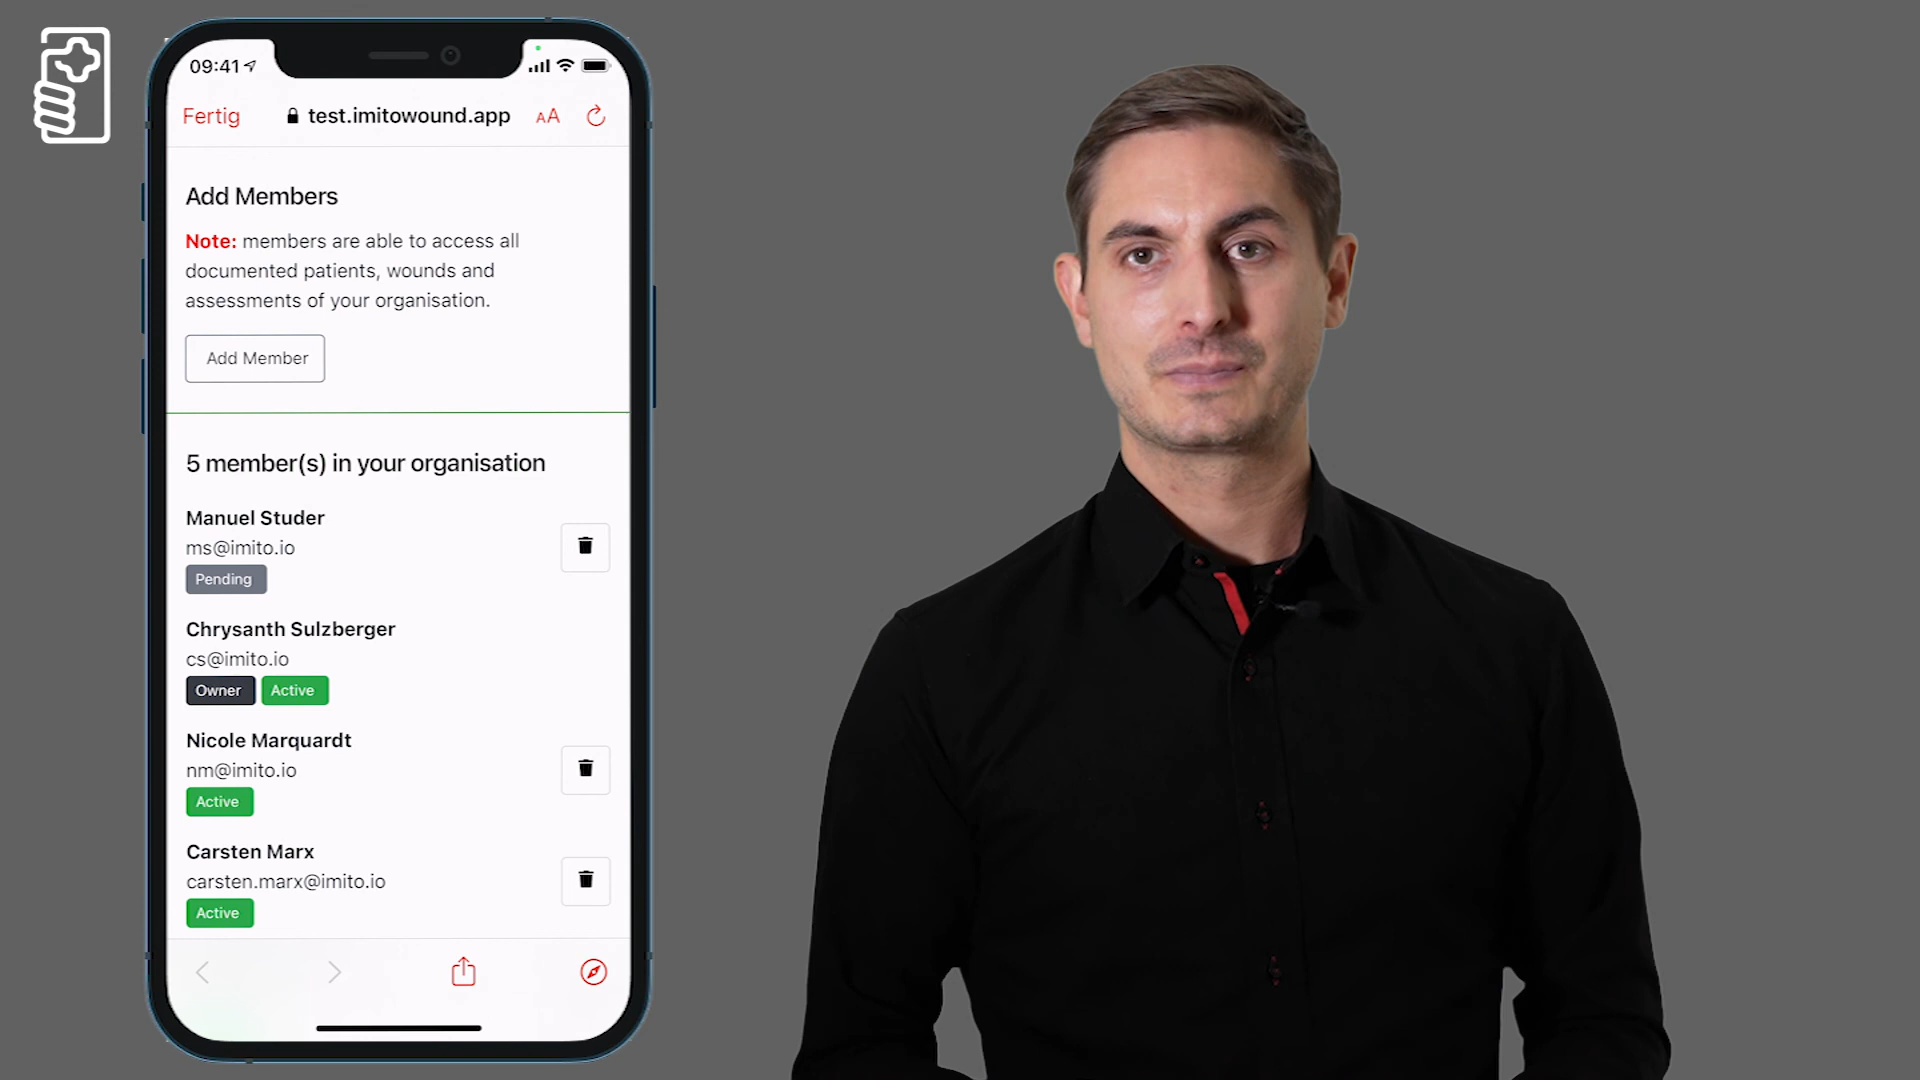 09:41
Fertig
test.imitowound.app
AA
Add Members
Note: members are able to access all
documented patients, wounds and
assessments of your organisation.
Add Member
5 member(s) in your organisation
Manuel Studer
ms@imito.io
Pending
Chrysanth Sulzberger
cs@imito.io
Owner
Active
Nicole Marquardt
nm@imito.io
Active
Carsten Marx
carsten.marx@imito.io
Active